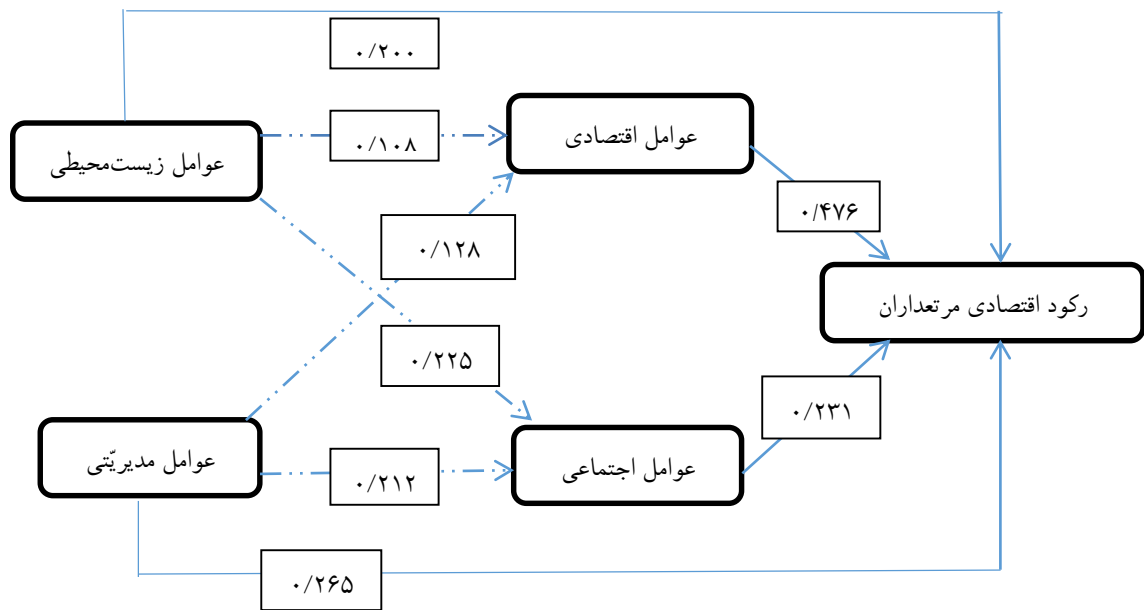 ۰/۲۰۰
۰/۱۰۸
عوامل اقتصادی
عوامل زیست‌محیطی
۰/۴۷۶
۰/۱۲۸
رکود اقتصادی مرتعداران
۰/۲۲۵
۰/۲۳۱
عوامل مدیریّتی
۰/۲۱۲
عوامل اجتماعی
۰/۲۶۵